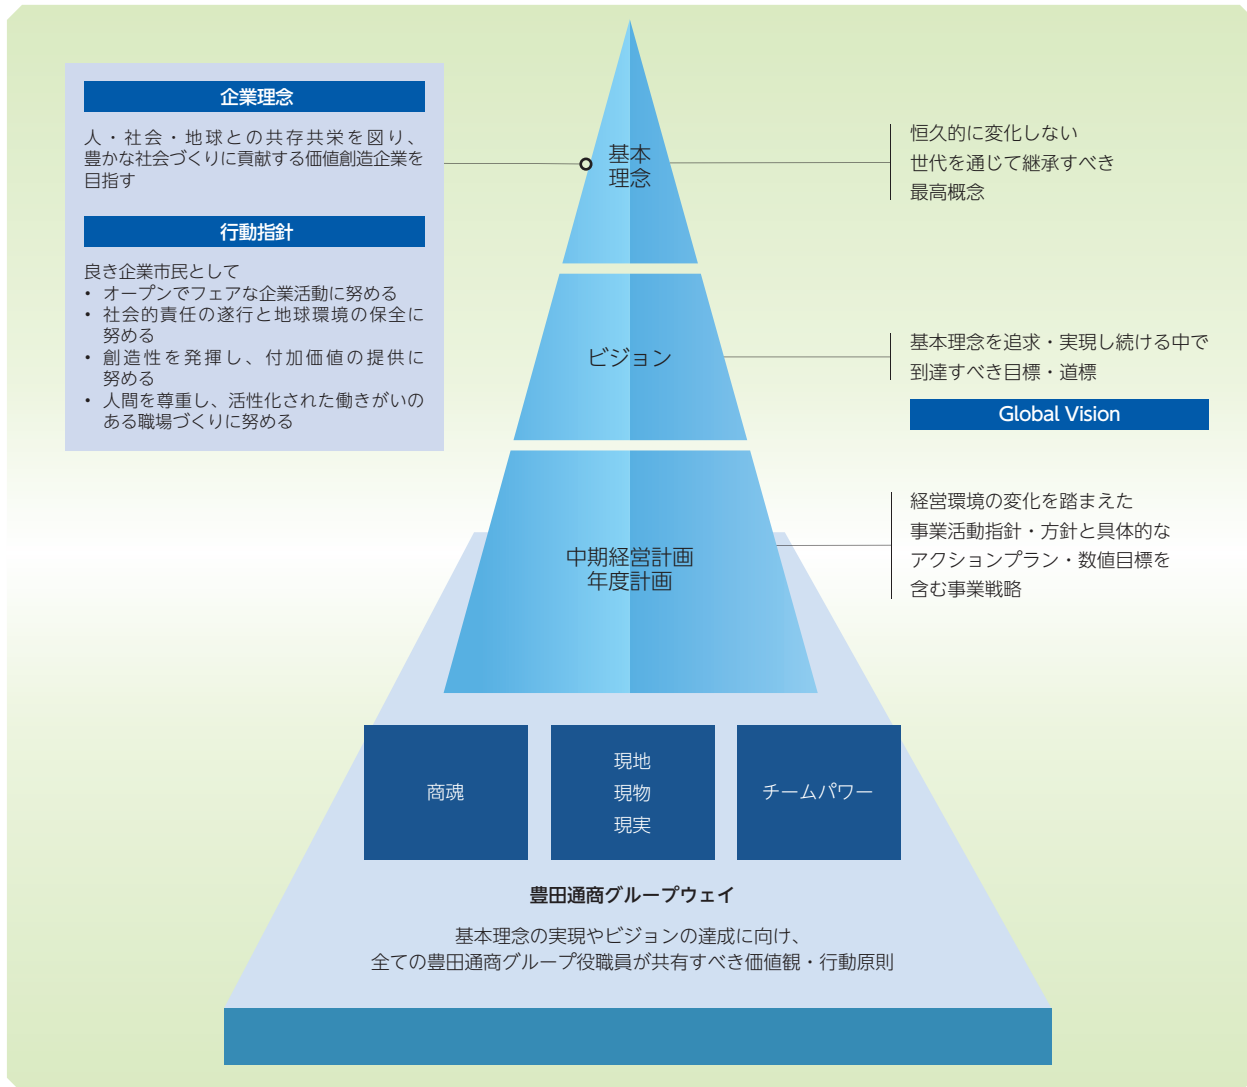 企業理念
人・社会・地球との共存共栄を図り、
豊かな社会づくりに貢献する価値創造企業を
目指す
行動指針
良き企業市民として
• オープンでフェアな企業活動に努める
• 社会的責任の遂行と地球環境の保全に
努める
• 創造性を発揮し、付加価値の提供に
努める
• 人間を尊重し、活性化された働きがいの
ある職場づくりに努める
基本
理念
恒久的に変化しない
世代を通じて継承すべき
最高概念
ビジョン
基本理念を追求・実現し続ける中で
到達すべき目標・道標
Global Vision
中期経営計画
年度計画
経営環境の変化を踏まえた
事業活動指針・方針と具体的な
アクションプラン・数値目標を
含む事業戦略
商魂
現地
現物
現実
チームパワー
豊田通商グループウェイ
基本理念の実現やビジョンの達成に向け、
全ての豊田通商グループ役職員が共有すべき価値観・行動原則